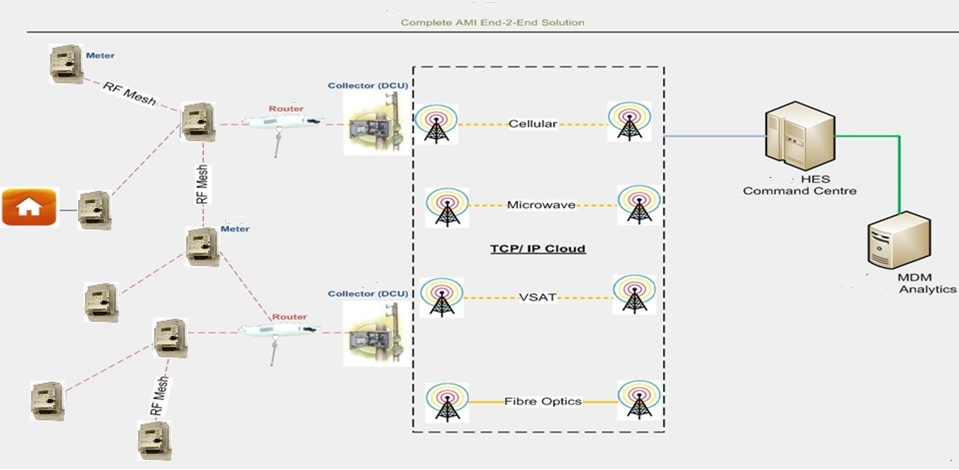 Complete AMI End-2-End Solution
Meter
RF Mesh
Router
Collector (DCU)
Cellular
RF Mesh
Microwave
HES
Command Centre
Meter
TCP/ IP Cloud
MDM
Analytics
Router
Collector (DCU)
VSAT
RF Mesh
Fibre Optics